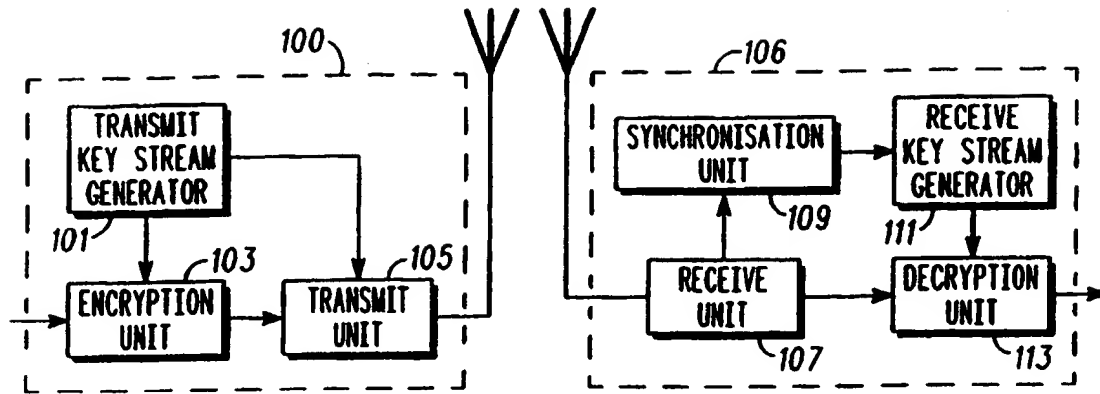 100
TRANSMIT
KEY STREAM
GENERATOR
101
103
ENCRYPTION
UNIT
105
TRANSMIT
UNIT
106
SYNCHRONISATION
UNIT
109
RECEIVE
KEY STREAM
GENERATOR
111
RECEIVE
UNIT
107
DECRYPTION
UNIT
113